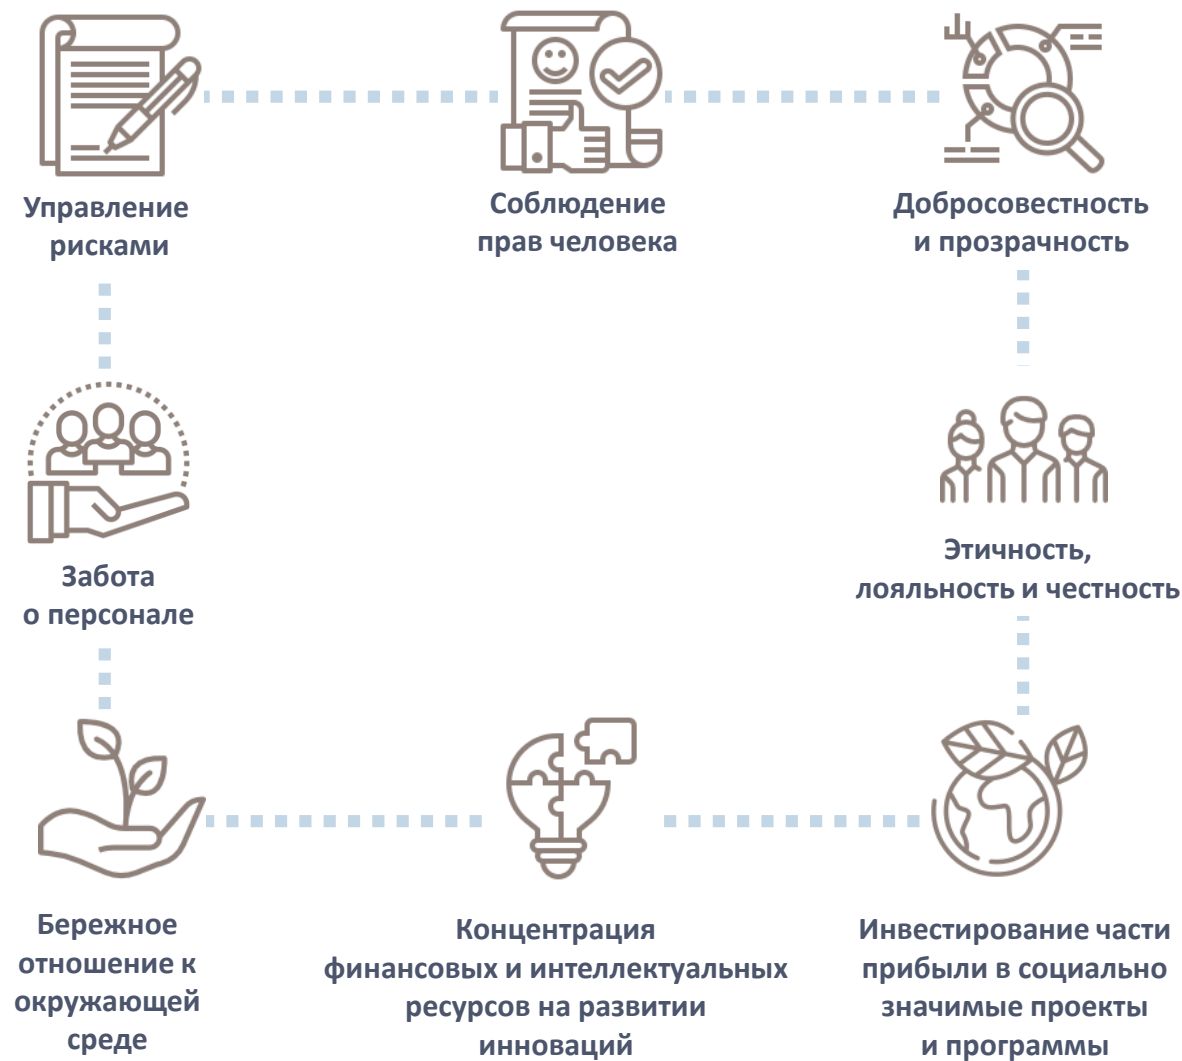 Управление
рисками
Соблюдение
прав человека
Добросовестность
и прозрачность
Забота
о персонале
Этичность,
лояльность и честность
Бережное
отношение к
окружающей
среде
Концентрация
финансовых и интеллектуальных
ресурсов на развитии
инноваций
Инвестирование части
прибыли в социально
значимые проекты
и программы